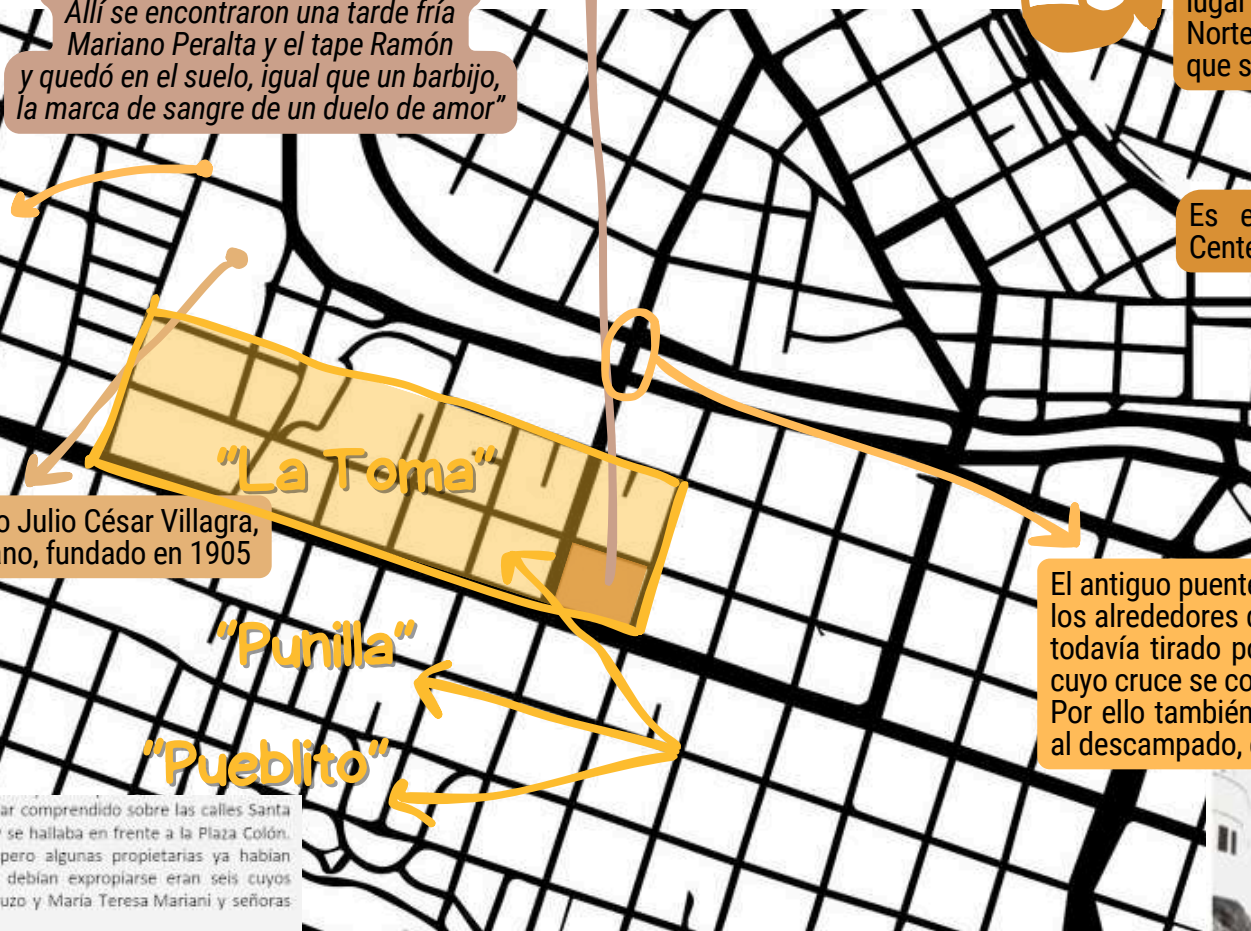 Allí se encontraron una tarde fría
Mariano Peralta y el tape Ramón
y quedó en el suelo, igual que un barbijo,
la marca de sangre de un duelo de amor”
lugar
Norte
que s
Es e
Cente
"La Toma"
o Julio César Villagra,
ano, fundado en 1905
"Punilla"
"Pueblito"
El antiguo puente
los alrededores
todavía tirado po
cuyo cruce se co
Por ello también
al descampado,
ar comprendido sobre las calles Santa
se hallaba en frente a la Plaza Colón.
pero algunas propietarias ya habían
debían expropiarse eran seis cuyos
uzo y María Teresa Mariani y señoras